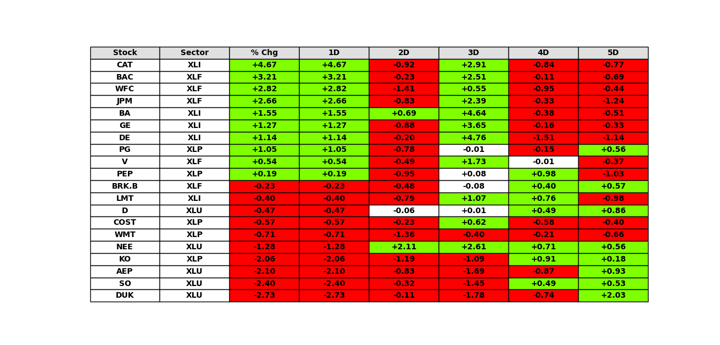 Stock Sector % Chg 1D 2D 3D 4D 5D
CAT XLI +4.67 +4.67 -0.92 +2.91 -0.84 -0.77
BAC XLF +3.21 +3.21 -0.23 +2.51 -0.11 -0.69
WFC XLF +2.82 +2.82 -1.41 +0.55 -0.95 -0.44
JPM XLF +2.66 +2.66 -0.83 +2.39 -0.33 -1.24
BA XLI +1.55 +1.55 +0.69 +4.64 -0.38 -0.51
GE XLI +1.27 +1.27 -0.88 +3.65 -0.16 -0.33
DE XLI +1.14 +1.14 -0.20 +4.76 -1.51 -1.14
PG XLP +1.05 +1.05 -0.78 -0.01 -0.15 +0.56
V XLF +0.54 +0.54 -0.49 +1.73 -0.01 -0.37
PEP XLP +0.19 +0.19 -0.95 +0.08 +0.98 -1.03
BRK.B XLF -0.23 -0.23 -0.48 -0.08 +0.40 +0.57
LMT XLI -0.40 -0.40 -0.75 +1.07 +0.76 -0.98
D XLU -0.47 -0.47 -0.06 +0.01 +0.49 +0.86
COST XLP -0.57 -0.57 -0.23 +0.62 -0.58 -0.40
WMT XLP -0.71 -0.71 -1.36 -0.40 -0.21 -0.66
NEE XLU -1.28 -1.28 +2.11 +2.61 +0.71 +0.56
KO XLP -2.06 -2.06 -1.19 -1.09 +0.91 +0.18
AEP XLU -2.10 -2.10 -0.83 -1.69 -0.87 +0.93
SO XLU -2.40 -2.40 -0.32 -1.45 +0.49 +0.53
DUK XLU -2.73 -2.73 -0.11 -1.78 -0.74 +2.03